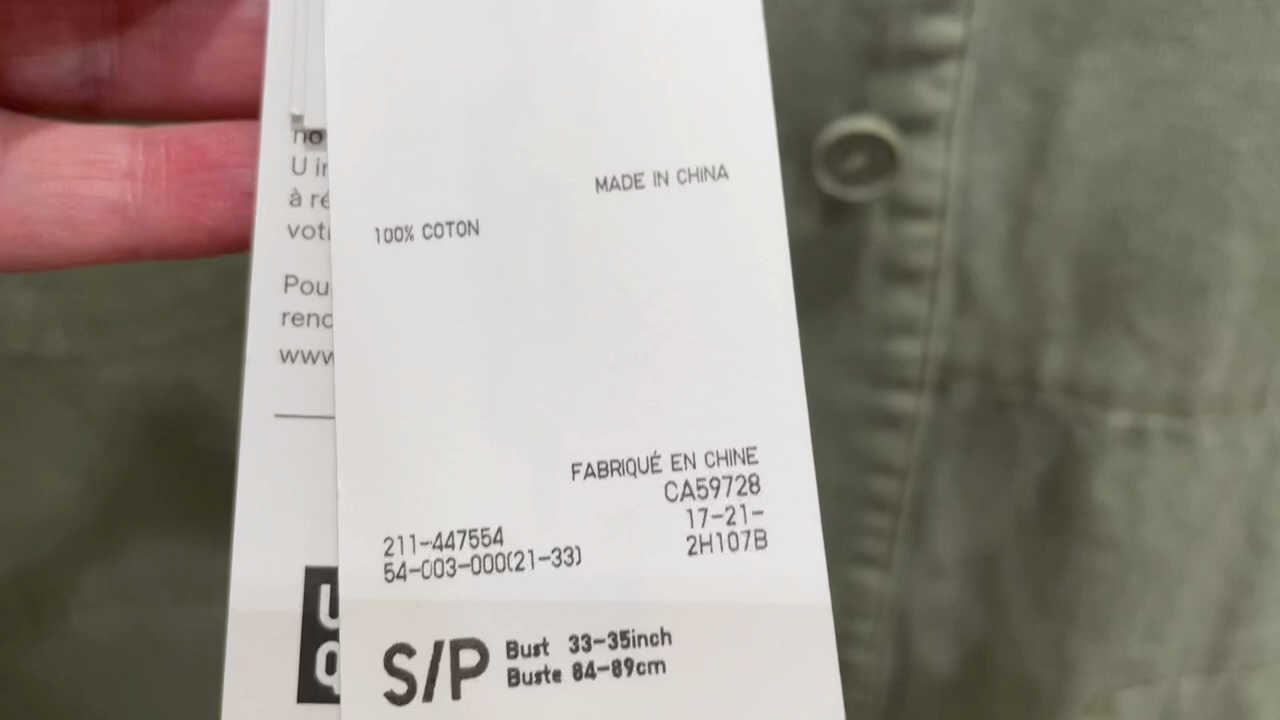 no
U
à
Pou
www
MADE IN CHINA
100% COTON
FABRIQUÉ EN CHINE
CA59728
17-21-
2H107B
211-447554
54-003-000(21-33)
U
Q
S/P
Bust 33-35inch
Buste 84-89cm